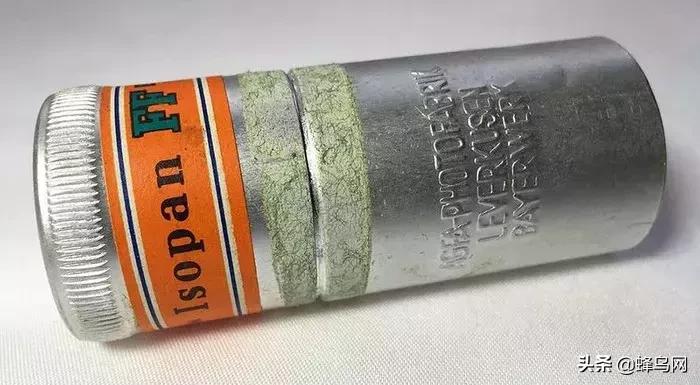 Isopan FF
AGFA-PHOTOFABRIK
LEVERKUSEN
BAYERWERK
头条 @蜂鸟网